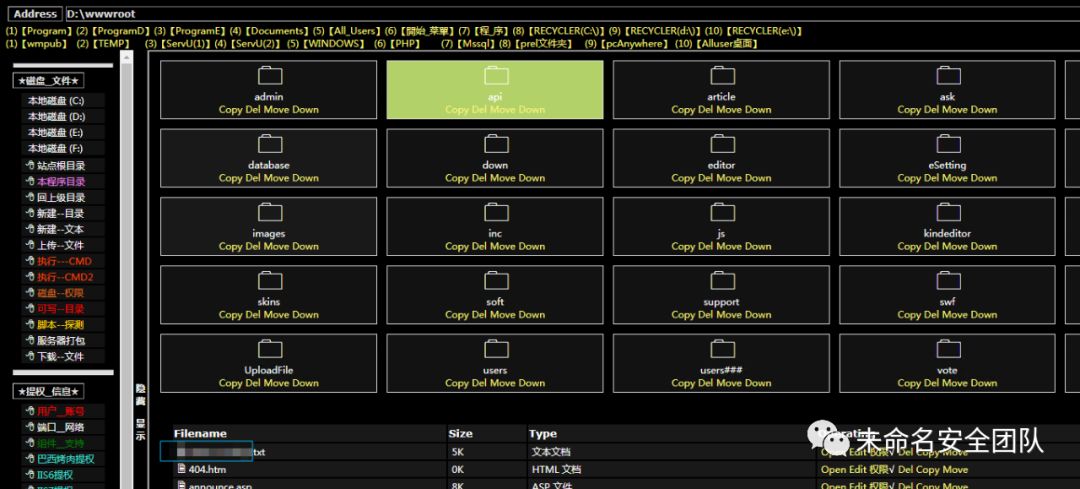 Address D:\wwwroot
(1)【Program】(2)【ProgramD】(3)【ProgramE】(4)【Documents】(5)【All_Users】(6)【開始_菜單】(7)【程_序】(8)【RECYCLER(C:\)】(9)【RECYCLER(d:\)】(10)【RECYCLER(e:\)】
(1)【wmpub】 (2)【TEMP】 (3)【ServU(1)】(4)【ServU(2)】 (5)【WINDOWS】 (6)【PHP】 (7)【Mssql】(8)【prel文件夹】 (9)【pcAnywhere】 (10)【Alluser桌面】
★磁盘__文件★
本地磁盘 (C:)
本地磁盘 (D:)
本地磁盘 (E:)
本地磁盘 (F:)
站点根目录
本程序目录
回上级目录
新建--目录
新建--文本
上传--文件
执行---CMD
执行--CMD2
磁盘--权限
可写--目录
脚本--探测
服务器打包
下载--文件
★提权__信息★
用户__账号
端口__网络
组件__支持
巴西烤肉提权
IIS6提权
隐藏 显示
admin api article ask
Copy Del Move Down Copy Del Move Down Copy Del Move Down Copy Del Move Down
database down editor eSetting
Copy Del Move Down Copy Del Move Down Copy Del Move Down Copy Del Move Down
images inc js kindeditor
Copy Del Move Down Copy Del Move Down Copy Del Move Down Copy Del Move Down
skins soft support swf
Copy Del Move Down Copy Del Move Down Copy Del Move Down Copy Del Move Down
UploadFile users users### vote
Copy Del Move Down Copy Del Move Down Copy Del Move Down Copy Del Move Down
Filename Size Type
.txt 5K 文本文档 Edit 权限√ Del Copy Move
404.htm 0K HTML 文档 Open Edit 权限√ Del Copy Move
announce.asp 8K ASP 文件 Open Edit 权限√ Del Copy Move
未命名安全团队